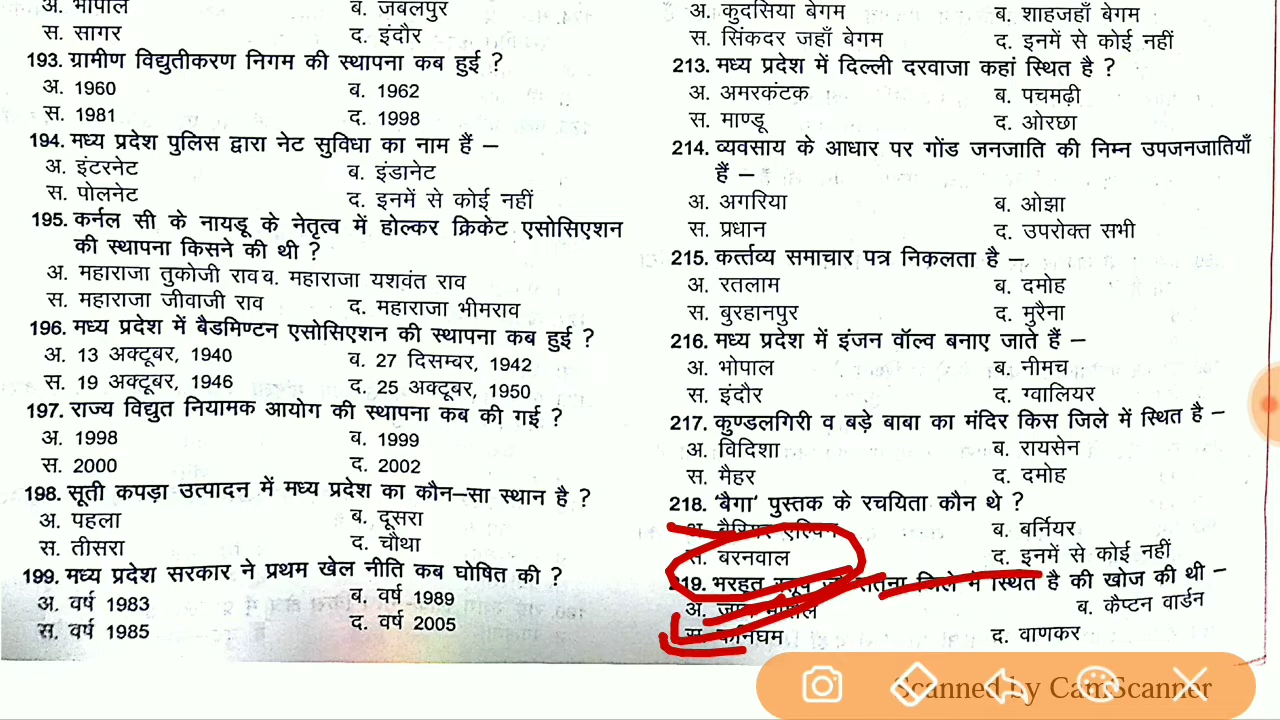 अ. भोपाल ब. जबलपुर
स. सागर द. इंदौर
193. ग्रामीण विद्युतीकरण निगम की स्थापना कब हुई ?
अ. 1960 ब. 1962
स. 1981 द. 1998
194. मध्य प्रदेश पुलिस द्वारा नेट सुविधा का नाम हैं –
अ. इंटरनेट ब. इंडानेट
स. पोलनेट द. इनमें से कोई नहीं
195. कर्नल सी के नायडू के नेतृत्व में होल्कर क्रिकेट एसोसिएशन
की स्थापना किसने की थी ?
अ. महाराजा तुकोजी राव ब. महाराजा यशवंत राव
स. महाराजा जीवाजी राव द. महाराजा भीमराव
196. मध्य प्रदेश में बैडमिण्टन एसोसिएशन की स्थापना कब हुई ?
अ. 13 अक्टूबर, 1940 ब. 27 दिसम्बर, 1942
स. 19 अक्टूबर, 1946 द. 25 अक्टूबर, 1950
197. राज्य विद्युत नियामक आयोग की स्थापना कब की गई ?
अ. 1998 ब. 1999
स. 2000 द. 2002
198. सूती कपड़ा उत्पादन में मध्य प्रदेश का कौन–सा स्थान है ?
अ. पहला ब. दूसरा
स. तीसरा द. चौथा
199. मध्य प्रदेश सरकार ने प्रथम खेल नीति कब घोषित की ?
अ. वर्ष 1983 ब. वर्ष 1989
स. वर्ष 1985 द. वर्ष 2005
अ. कुदसिया बेगम ब. शाहजहाँ बेगम
स. सिंकदर जहाँ बेगम द. इनमें से कोई नहीं
213. मध्य प्रदेश में दिल्ली दरवाजा कहां स्थित है ?
अ. अमरकंटक ब. पचमढ़ी
स. माण्डू द. ओरछा
214. व्यवसाय के आधार पर गोंड जनजाति की निम्न उपजनजातियाँ
हैं –
अ. अगरिया ब. ओझा
स. प्रधान द. उपरोक्त सभी
215. कर्त्तव्य समाचार पत्र निकलता है –
अ. रतलाम ब. दमोह
स. बुरहानपुर द. मुरैना
216. मध्य प्रदेश में इंजन वॉल्व बनाए जाते हैं –
अ. भोपाल ब. नीमच
स. इंदौर द. ग्वालियर
217. कुण्डलगिरी व बड़े बाबा का मंदिर किस जिले में स्थित है –
अ. विदिशा ब. रायसेन
स. मैहर द. दमोह
218. 'बैगा' पुस्तक के रचयिता कौन थे ?
अ. एल्विन ब. बर्नियर
स. बरनवाल द. इनमें से कोई नहीं
219. भरहुत स्तूप जो सतना जिले में स्थित है की खोज की थी –
अ. ब. कैप्टन वार्डन
स. कनिंघम द. वाणकर
Scanned by CamScanner